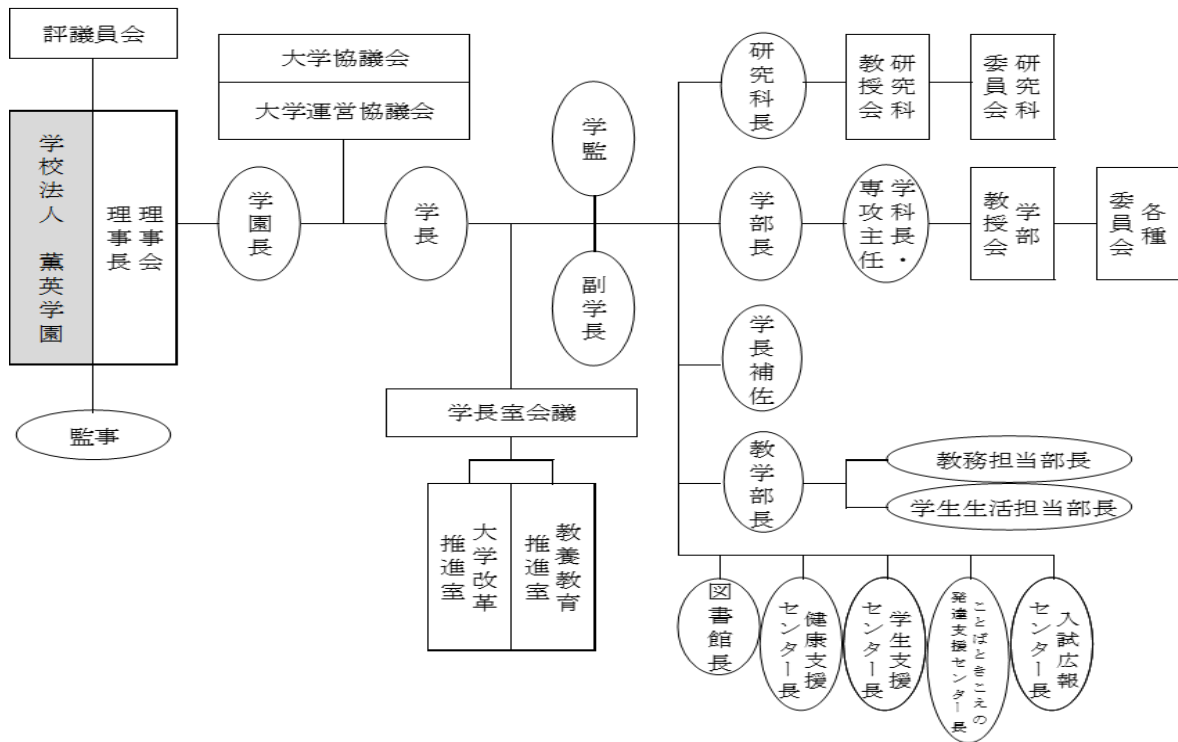 評議員会
学校法人 薫英学園
理事会
理事長
監事
大学協議会
大学運営協議会
学園長
学長
学監
副学長
学長室会議
大学改革
推進室
教養教育
推進室
研究科長
研究科
教授会
研究科
委員会
学部長
学科長・
専攻主任
学部
教授会
各種
委員会
学長補佐
教学部長
教務担当部長
学生生活担当部長
図書館長
健康支援
センター長
学生支援
センター長
ことばときこえの
発達支援センター長
入試広報
センター長